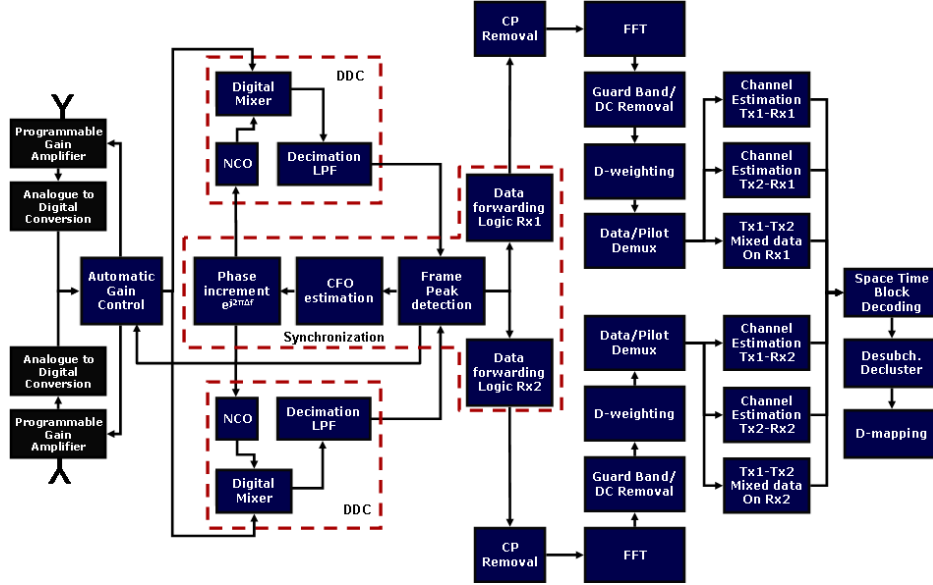 CP
Removal
FFT
DDC
Digital
Mixer
Guard Band/
DC Removal
Channel
Estimation
Tx1-Rx1
Programmable
Gain
Amplifier
NCO
Decimation
LPF
D-weighting
Channel
Estimation
Tx2-Rx1
Analogue to
Digital
Conversion
Data
forwarding
Logic Rx1
Data/Pilot
Demux
Tx1-Tx2
Mixed data
On Rx1
Automatic
Gain
Control
Phase
increment
e^j2πΔf
CFO
estimation
Frame
Peak
detection
Space Time
Block
Decoding
Synchronization
Analogue to
Digital
Conversion
Data
forwarding
Logic Rx2
Data/Pilot
Demux
Channel
Estimation
Tx1-Rx2
Desubch.
Decluster
Programmable
Gain
Amplifier
NCO
Decimation
LPF
D-weighting
Channel
Estimation
Tx2-Rx2
D-mapping
Digital
Mixer
DDC
Guard Band/
DC Removal
Tx1-Tx2
Mixed data
On Rx2
CP
Removal
FFT